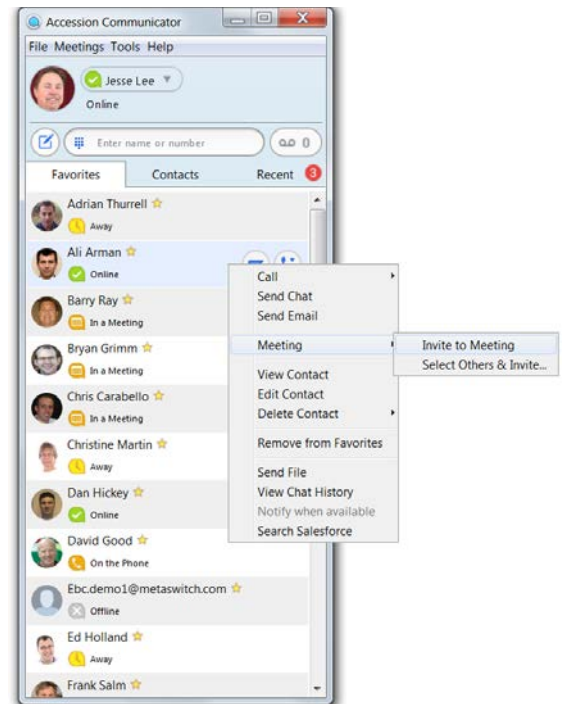 Accession Communicator
File Meetings Tools Help
Jesse Lee
Online
Enter name or number
0
Favorites Contacts Recent 3
Adrian Thurrell
Away
Ali Arman
Online
Barry Ray
In a Meeting
Bryan Grimm
In a Meeting
Chris Carabello
In a Meeting
Christine Martin
Away
Dan Hickey
Online
David Good
On the Phone
Ebc.demo1@metaswitch.com
Offline
Ed Holland
Away
Frank Salm
Call
Send Chat
Send Email
Meeting
View Contact
Edit Contact
Delete Contact
Remove from Favorites
Send File
View Chat History
Notify when available
Search Salesforce
Invite to Meeting
Select Others & Invite...